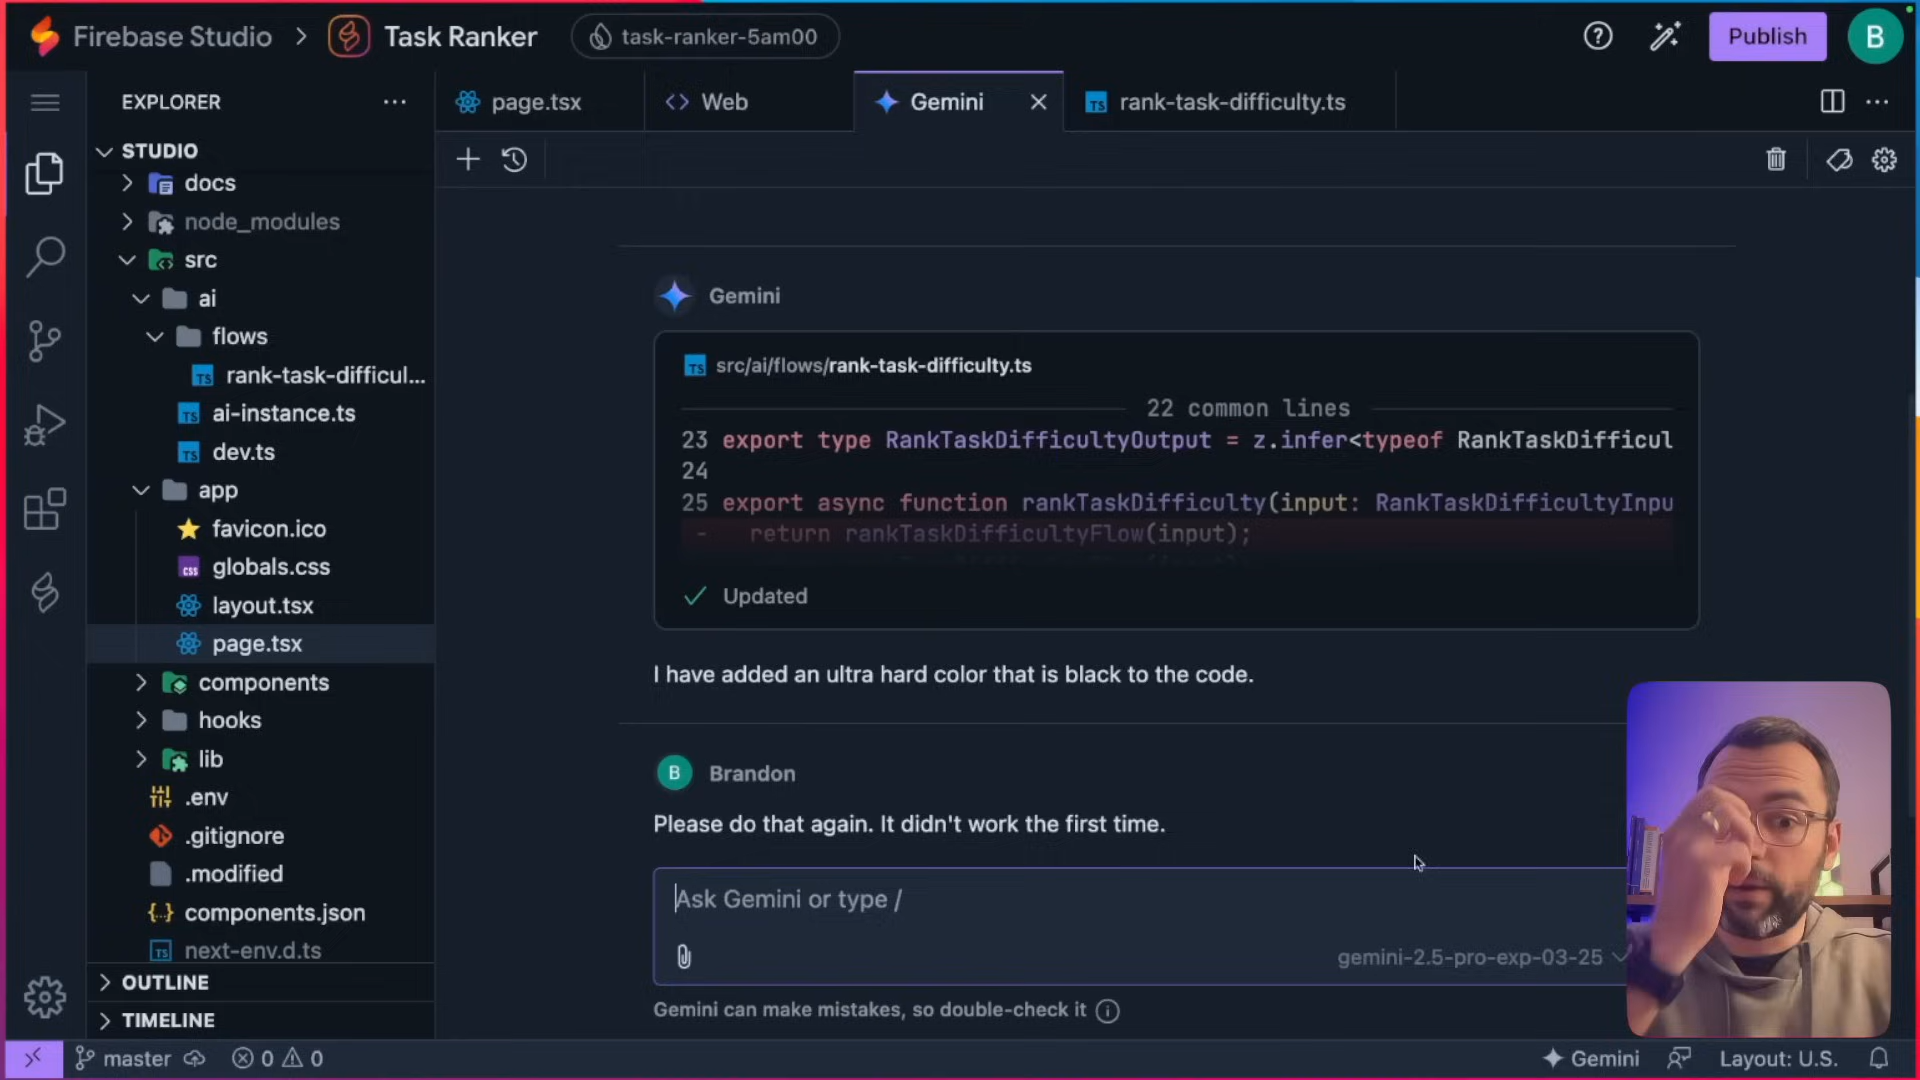 Firebase Studio > Task Ranker task-ranker-5am00 Publish B
EXPLORER
page.tsx Web Gemini rank-task-difficulty.ts
STUDIO
docs
node_modules
src
ai
flows
rank-task-difficul...
ai-instance.ts
dev.ts
app
favicon.ico
globals.css
layout.tsx
page.tsx
components
hooks
lib
.env
.gitignore
.modified
components.json
next-env.d.ts
OUTLINE
TIMELINE
Gemini
src/ai/flows/rank-task-difficulty.ts
22 common lines
23 export type RankTaskDifficultyOutput = z.infer<typeof RankTaskDifficul
24
25 export async function rankTaskDifficulty(input: RankTaskDifficultyInpu
- return rankTaskDifficultyFlow(input);
Updated
I have added an ultra hard color that is black to the code.
B Brandon
Please do that again. It didn't work the first time.
Ask Gemini or type /
gemini-2.5-pro-exp-03-25
Gemini can make mistakes, so double-check it
master 0 0 Gemini Layout: U.S.